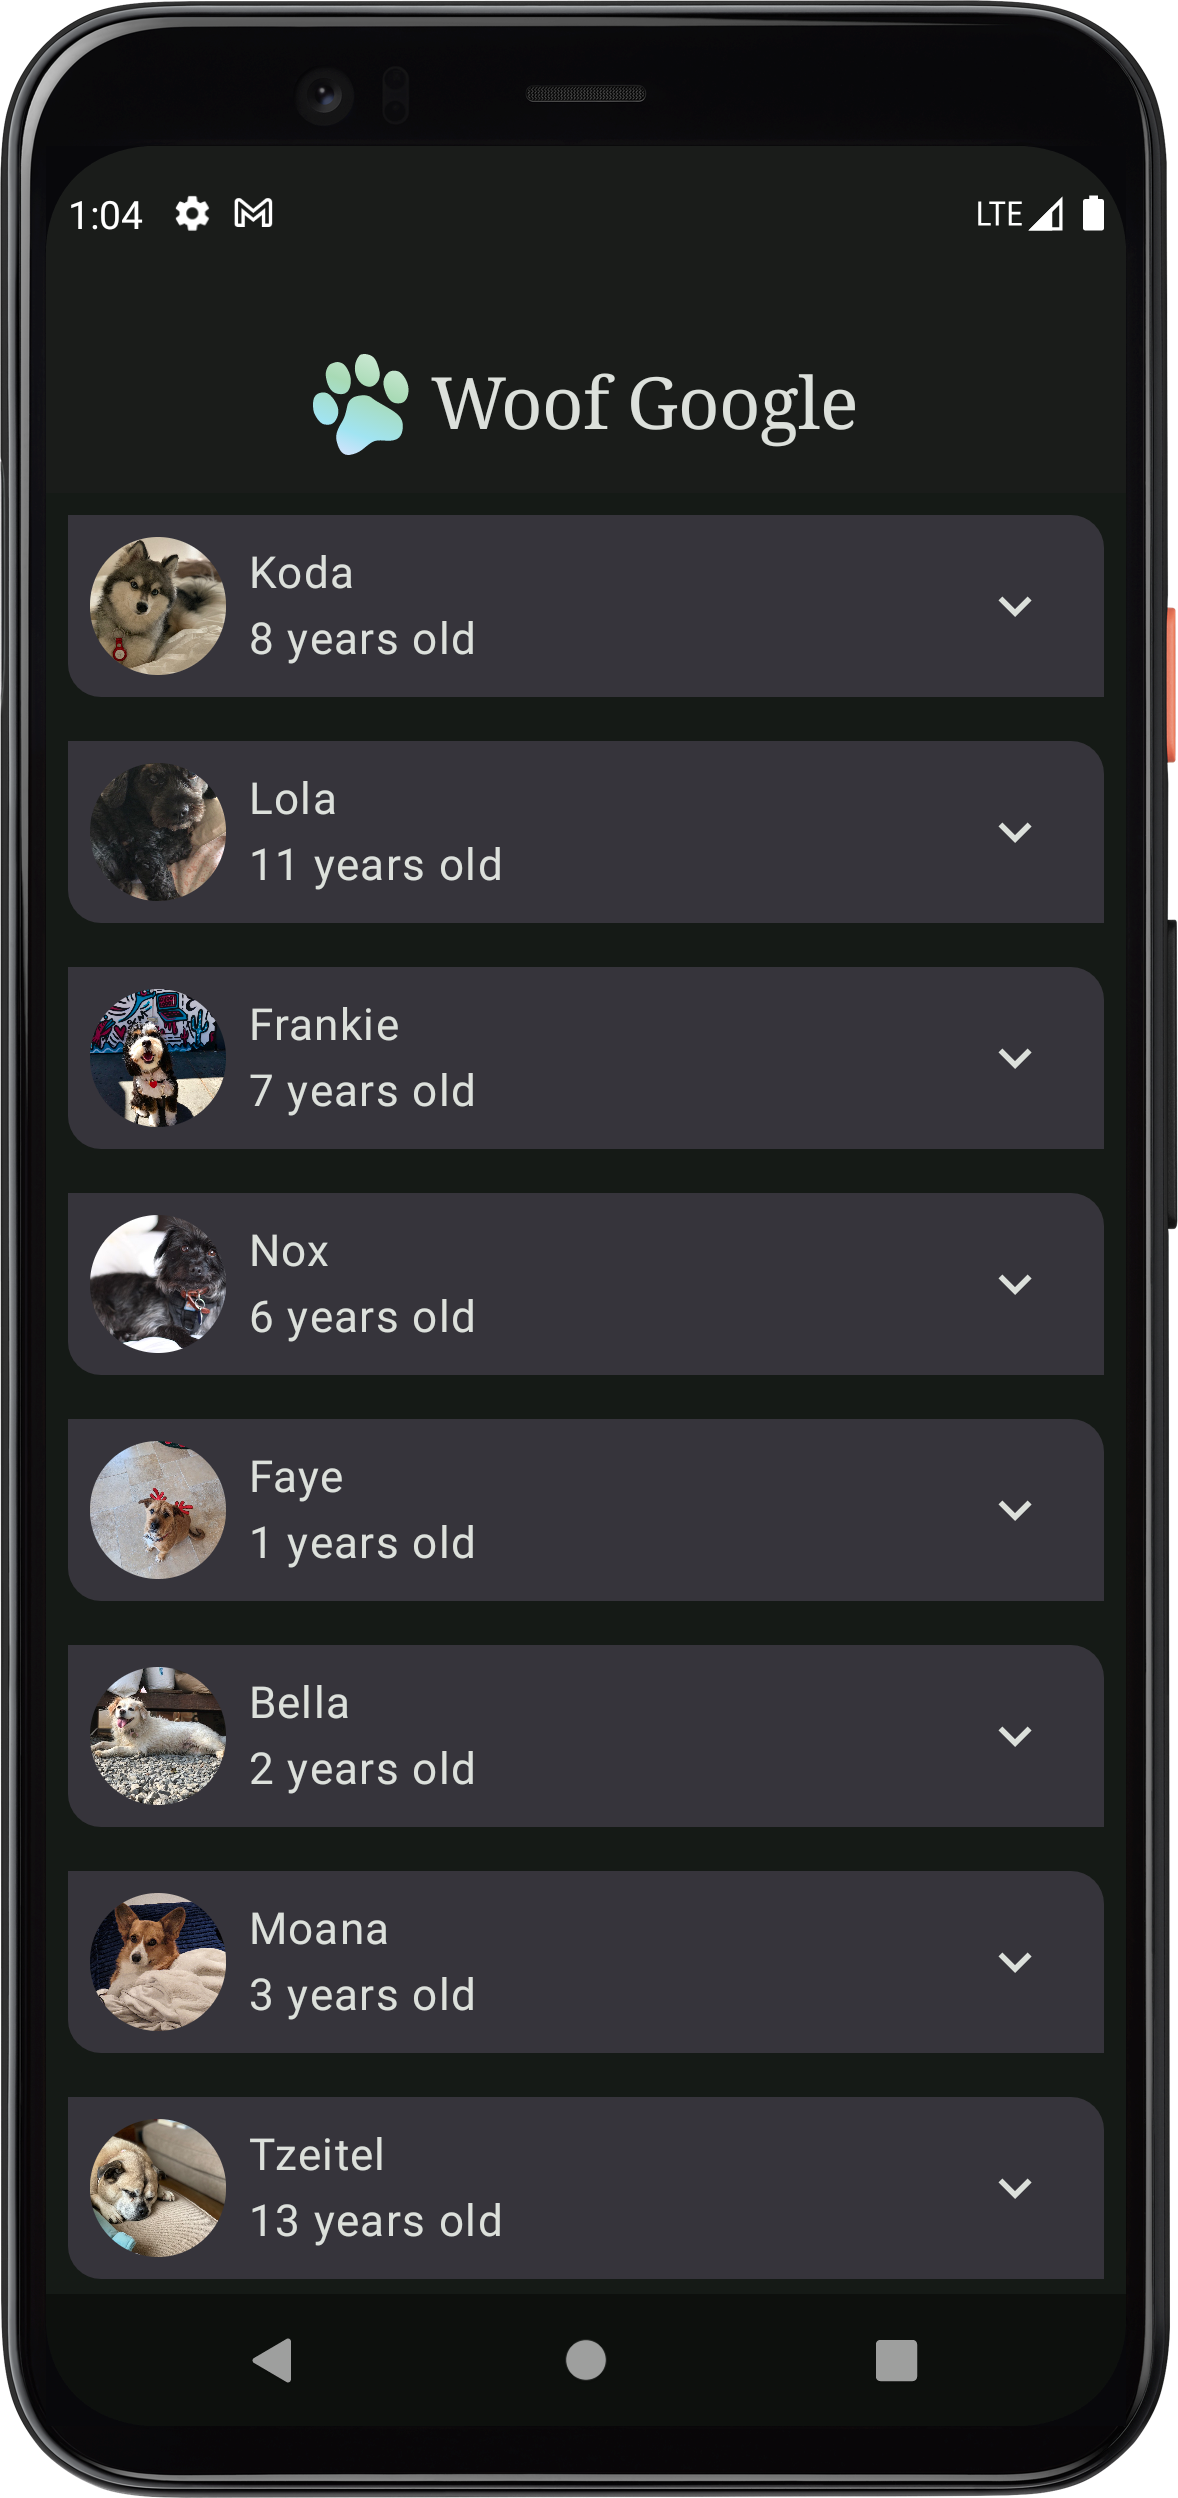 1:04
LTE
Woof Google
Koda
8 years old
Lola
11 years old
Frankie
7 years old
Nox
6 years old
Faye
1 years old
Bella
2 years old
Moana
3 years old
Tzeitel
13 years old